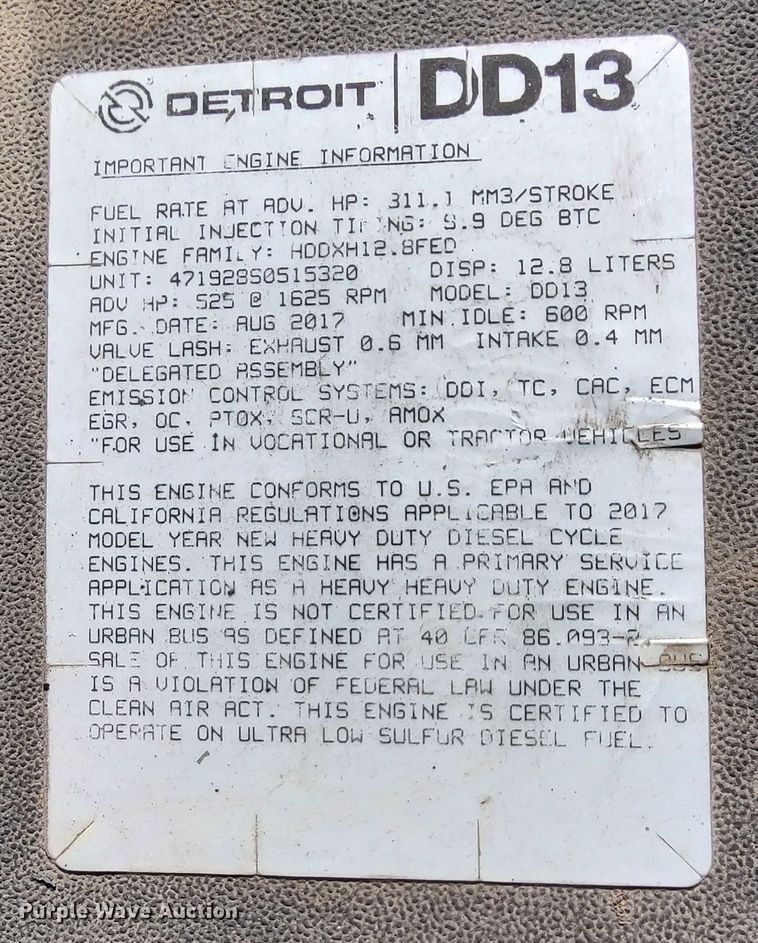 DETROIT DD13
IMPORTANT ENGINE INFORMATION
FUEL RATE AT ADV. HP: 311.1 MM3/STROKE
INITIAL INJECTION TIMING: DEG BTC
ENGINE FAMILY: HDDXH12.8FED
UNIT: 471928S0515320 DISP: 12.8 LITERS
ADV HP: 525 @ 1625 RPM MODEL: DD13
MFG. DATE: AUG 2017 MIN.IDLE: 600 RPM
VALVE LASH: EXHAUST 0.6 MM INTAKE 0.4 MM
"DELEGATED ASSEMBLY"
EMISSION CONTROL SYSTEMS: DDI, TC, CAC, ECM
EGR, OC, PTOX, SCR-U, AMOX
"FOR USE IN VOCATIONAL OR TRACTOR VEHICLES
THIS ENGINE CONFORMS TO U.S. EPA AND
CALIFORNIA REGULATIONS APPLICABLE TO 2017
MODEL YEAR NEW HEAVY DUTY DIESEL CYCLE
ENGINES. THIS ENGINE HAS A PRIMARY SERVICE
APPLICATION AS A HEAVY HEAVY DUTY ENGINE.
THIS ENGINE IS NOT CERTIFIED FOR USE IN AN
URBAN BUS AS DEFINED AT 40 CFR 86.093-2.
SALE OF THIS ENGINE FOR USE IN AN URBAN BUS
IS A VIOLATION OF FEDERAL LAW UNDER THE
CLEAN AIR ACT. THIS ENGINE IS CERTIFIED TO
OPERATE ON ULTRA LOW SULFUR DIESEL FUEL.
Purple Wave Auction